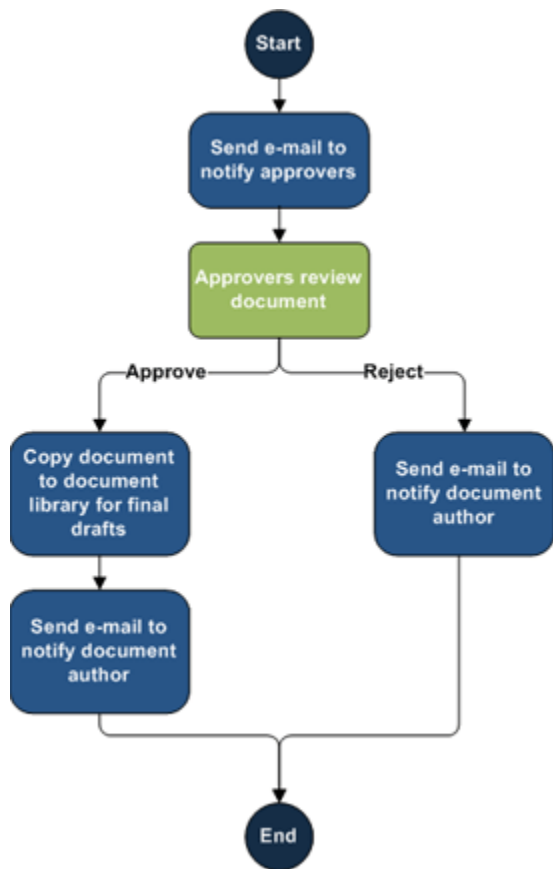 Start
Send e-mail to
notify approvers
Approvers review
document
Approve
Reject
Copy document
to document
library for final
drafts
Send e-mail to
notify document
author
Send e-mail to
notify document
author
End